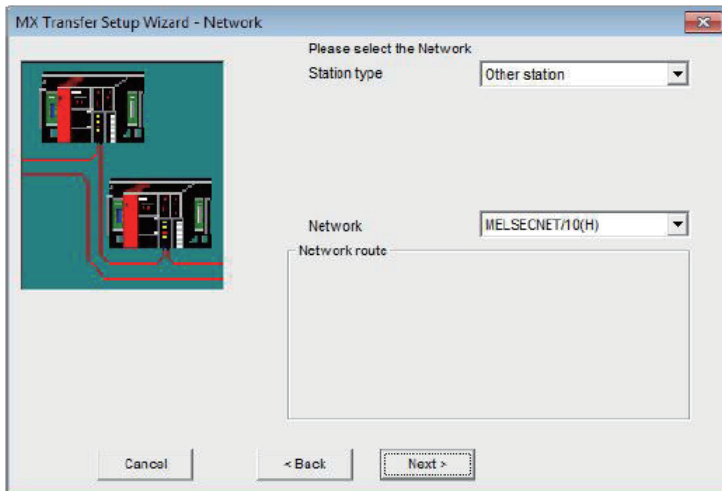 MX Transfer Setup Wizard - Network
Please select the Network
Station type Other station
Network MELSECNET/10(H)
Network route
Cancel < Back Next >